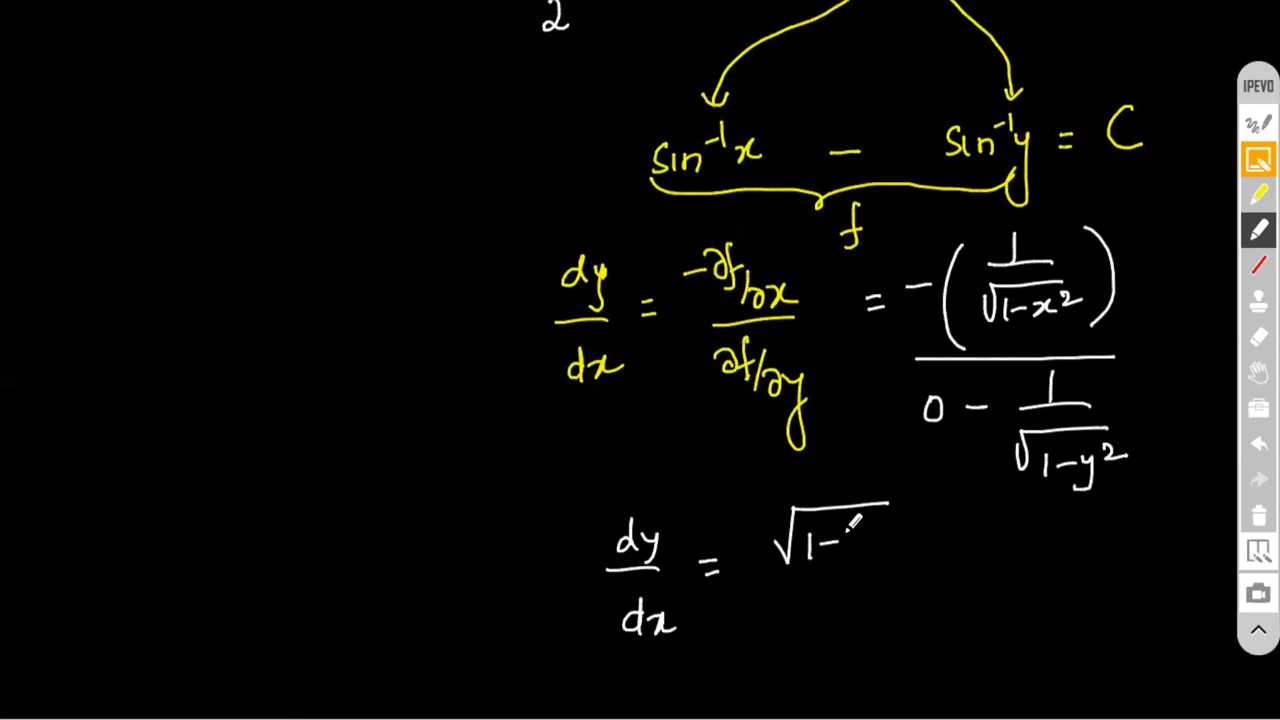 2
IPEVO
sin⁻¹x − sin⁻¹y = C
f
dy/dx = (−∂f/∂x)/(∂f/∂y) = −(1/√(1−x²))/(0 − 1/√(1−y²))
dy/dx = √1−